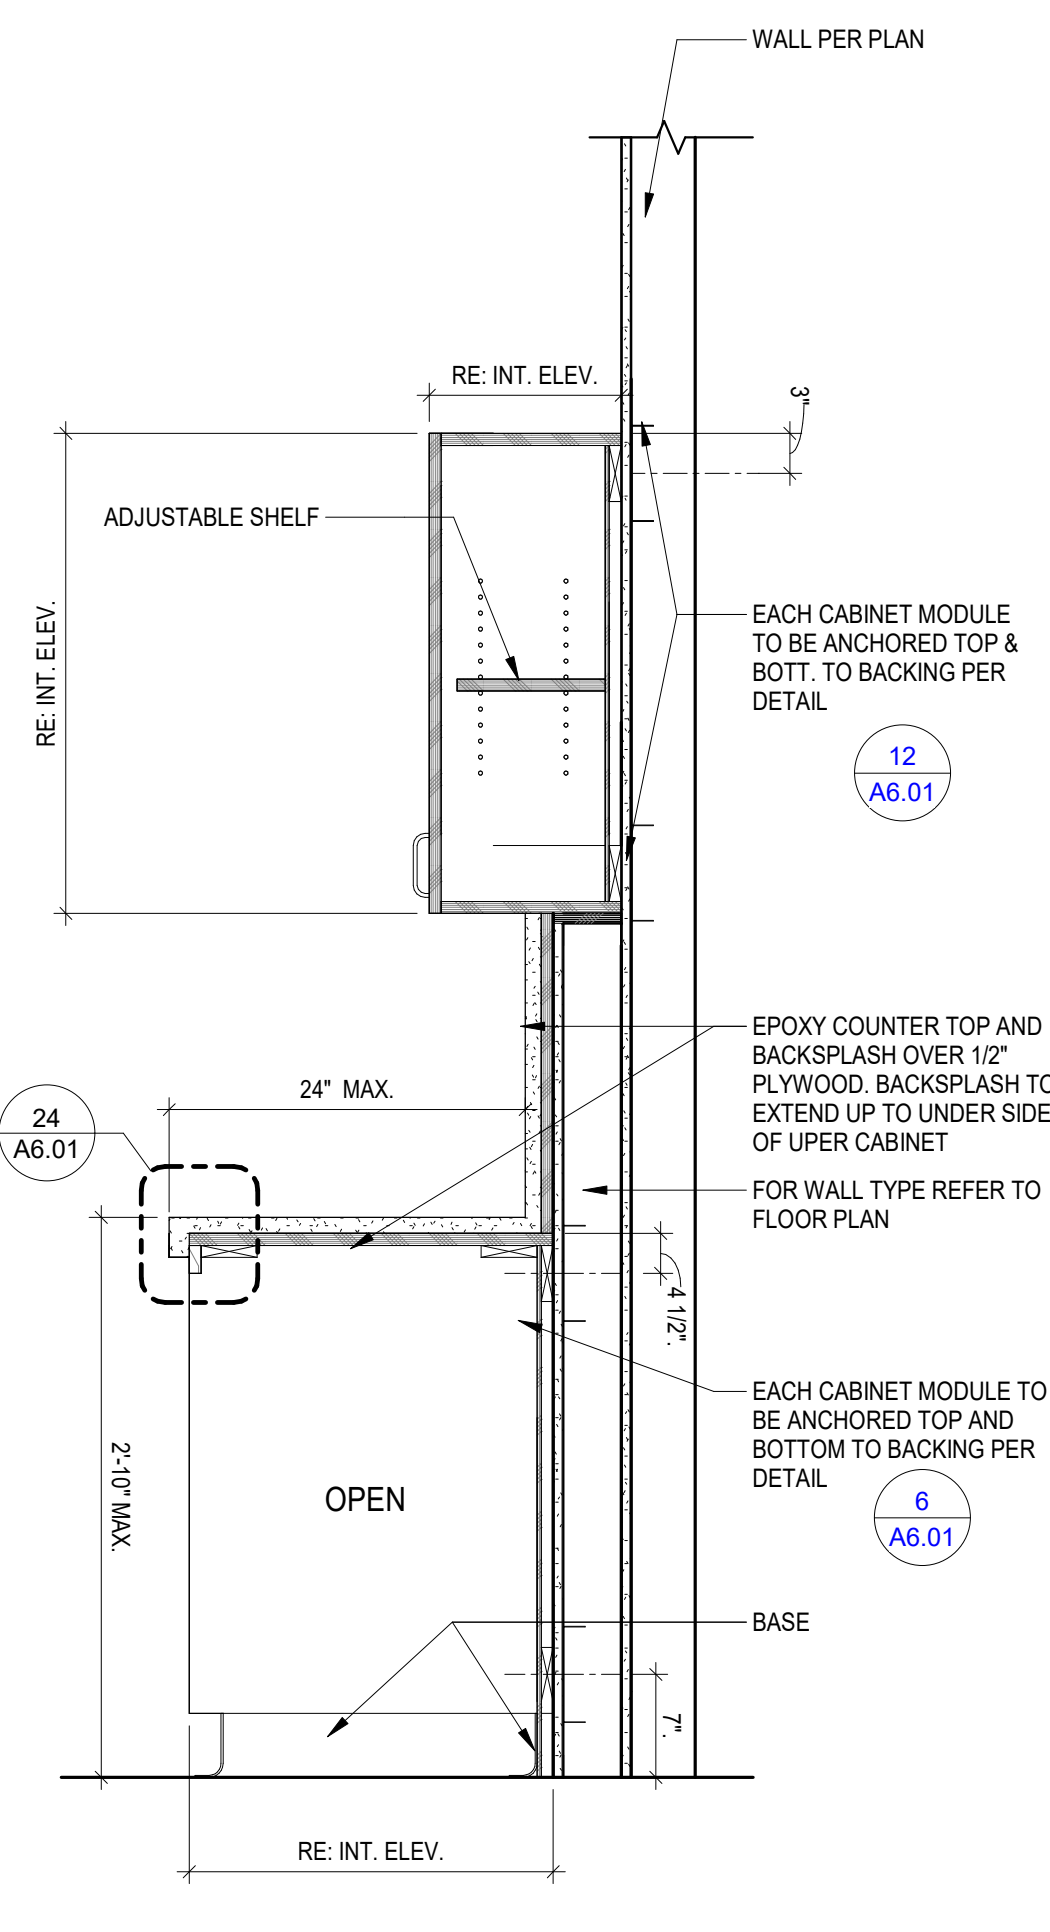 WALL PER PLAN
RE: INT. ELEV.
3"
ADJUSTABLE SHELF
RE: INT. ELEV.
EACH CABINET MODULE
TO BE ANCHORED TOP &
BOTT. TO BACKING PER
DETAIL
12
A6.01
EPOXY COUNTER TOP AND
BACKSPLASH OVER 1/2"
PLYWOOD. BACKSPLASH TO
EXTEND UP TO UNDER SIDE
OF UPER CABINET
24" MAX.
24
A6.01
FOR WALL TYPE REFER TO
FLOOR PLAN
4 1/2".
EACH CABINET MODULE TO
BE ANCHORED TOP AND
BOTTOM TO BACKING PER
DETAIL
6
A6.01
2'-10" MAX.
OPEN
BASE
7".
RE: INT. ELEV.